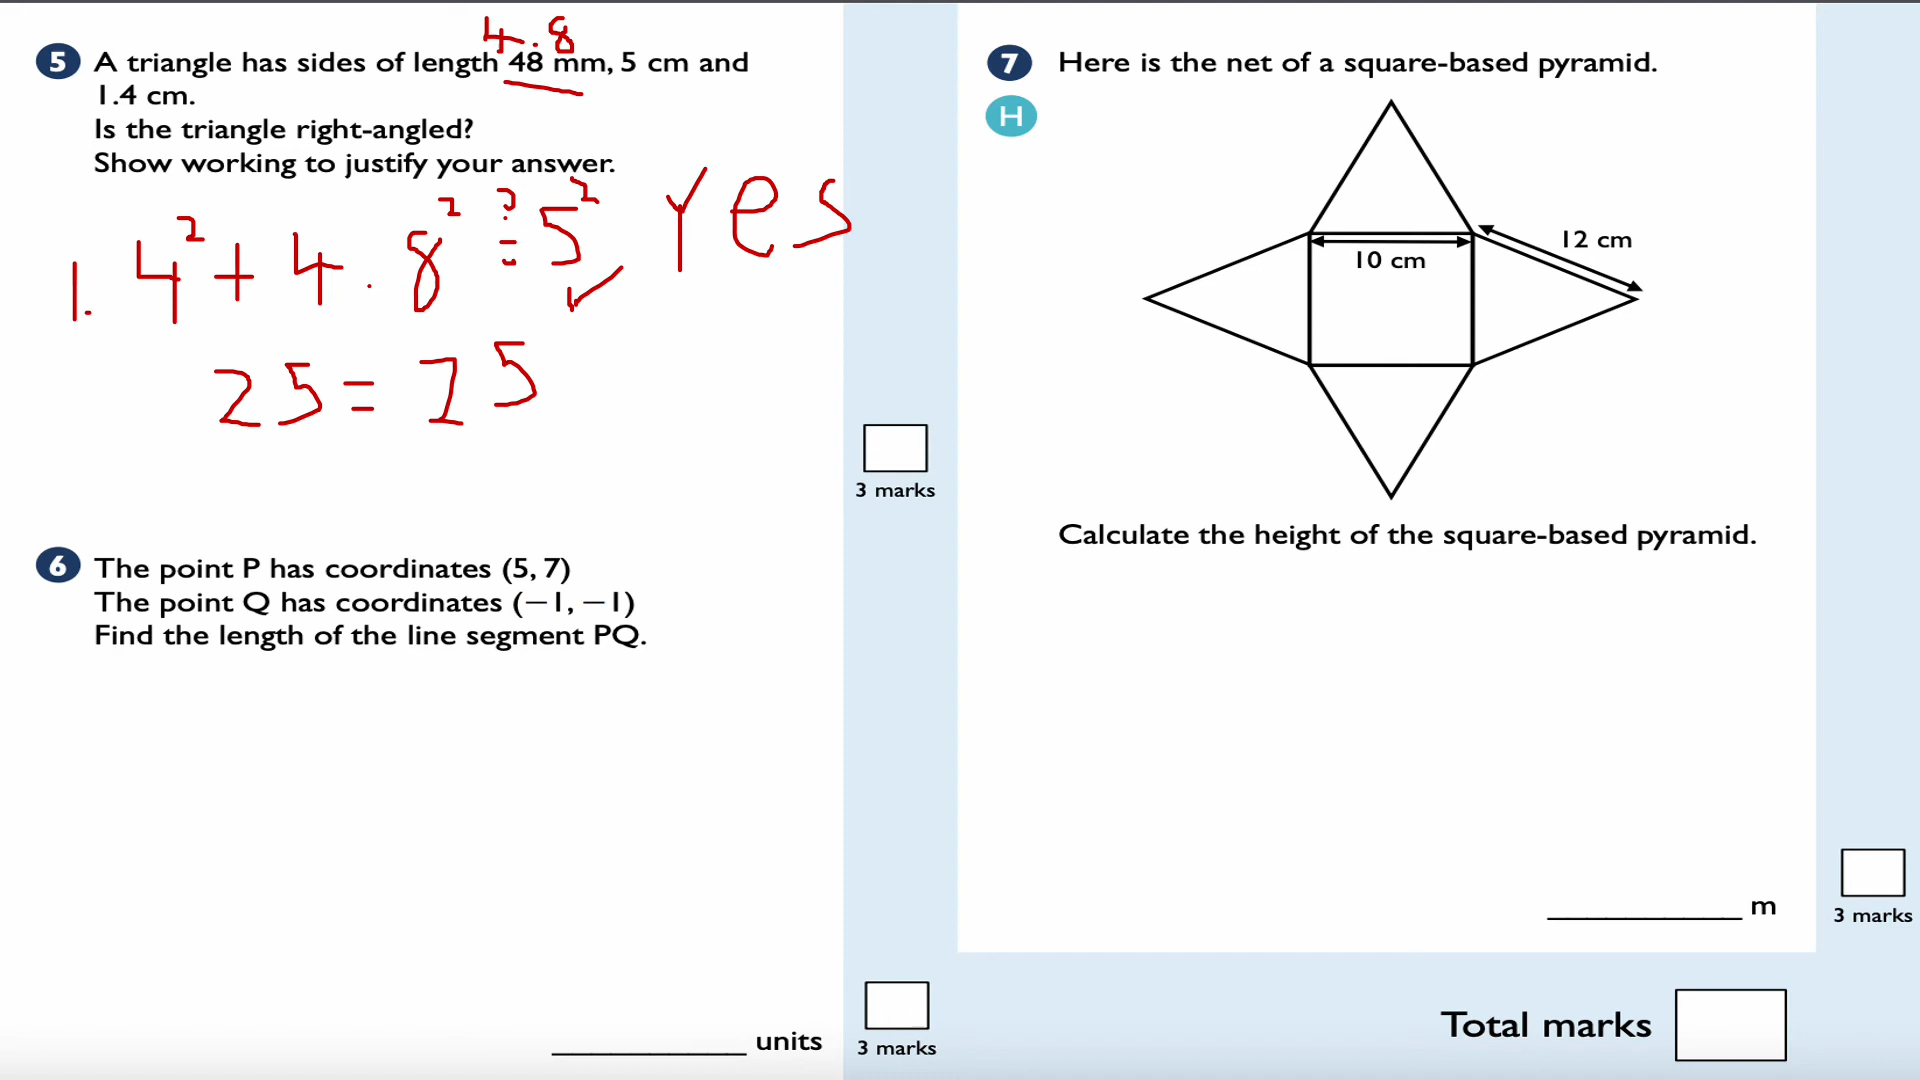 4.8
5 A triangle has sides of length 48 mm, 5 cm and
1.4 cm.
Is the triangle right-angled?
Show working to justify your answer.
1.4² + 4.8² ≟ 5² Yes
✓
25 = 25
3 marks
6 The point P has coordinates (5, 7)
The point Q has coordinates (−1, −1)
Find the length of the line segment PQ.
units
3 marks
7 Here is the net of a square-based pyramid.
H
12 cm
10 cm
Calculate the height of the square-based pyramid.
m
3 marks
Total marks